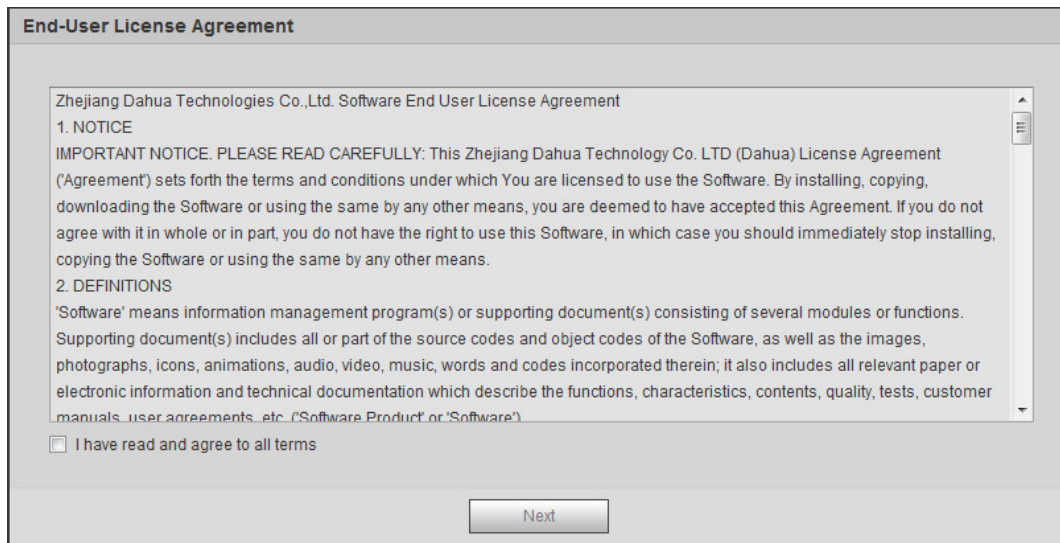 End-User License Agreement
Zhejiang Dahua Technologies Co.,Ltd. Software End User License Agreement
1. NOTICE
IMPORTANT NOTICE. PLEASE READ CAREFULLY: This Zhejiang Dahua Technology Co. LTD (Dahua) License Agreement
('Agreement') sets forth the terms and conditions under which You are licensed to use the Software. By installing, copying,
downloading the Software or using the same by any other means, you are deemed to have accepted this Agreement. If you do not
agree with it in whole or in part, you do not have the right to use this Software, in which case you should immediately stop installing,
copying the Software or using the same by any other means.
2. DEFINITIONS
'Software' means information management program(s) or supporting document(s) consisting of several modules or functions.
Supporting document(s) includes all or part of the source codes and object codes of the Software, as well as the images,
photographs, icons, animations, audio, video, music, words and codes incorporated therein; it also includes all relevant paper or
electronic information and technical documentation which describe the functions, characteristics, contents, quality, tests, customer
manuals, user agreements, etc. ('Software Product' or 'Software')
I have read and agree to all terms
Next